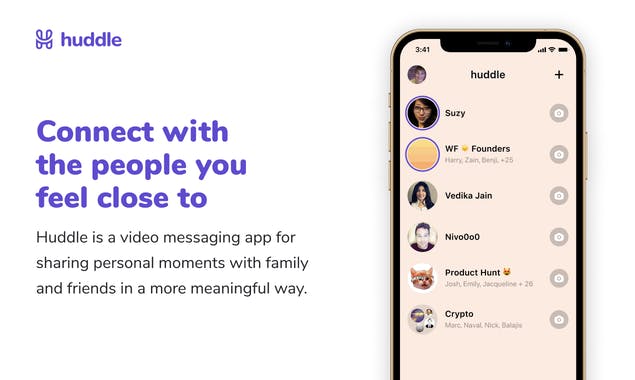 huddle
Connect with
the people you
feel close to
Huddle is a video messaging app for
sharing personal moments with family
and friends in a more meaningful way.
3:41
huddle
Suzy
WF Founders
Harry, Zain, Benji, +25
Vedika Jain
Nivo0o0
Product Hunt
Josh, Emily, Jacqueline + 26
Crypto
Marc, Naval, Nick, Balajis